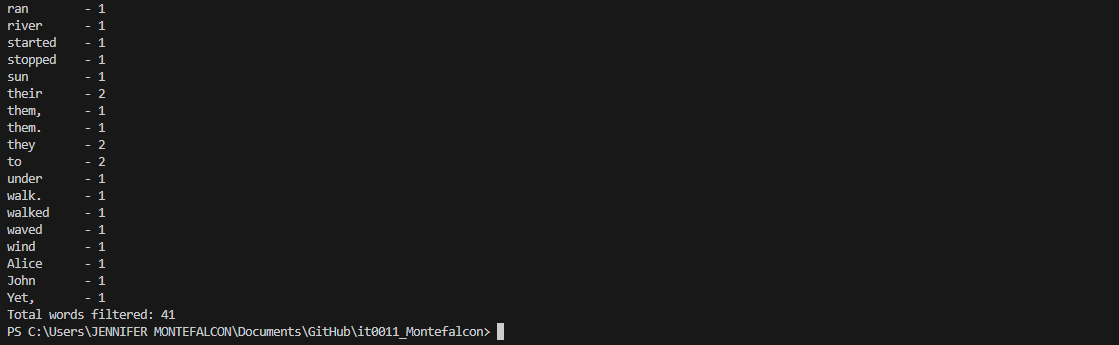 ran        - 1
river      - 1
started    - 1
stopped    - 1
sun        - 1
their      - 2
them,      - 1
them.      - 1
they       - 2
to         - 2
under      - 1
walk.      - 1
walked     - 1
waved      - 1
wind       - 1
Alice      - 1
John       - 1
Yet,       - 1
Total words filtered: 41
PS C:\Users\JENNIFER MONTEFALCON\Documents\GitHub\it0011_Montefalcon>